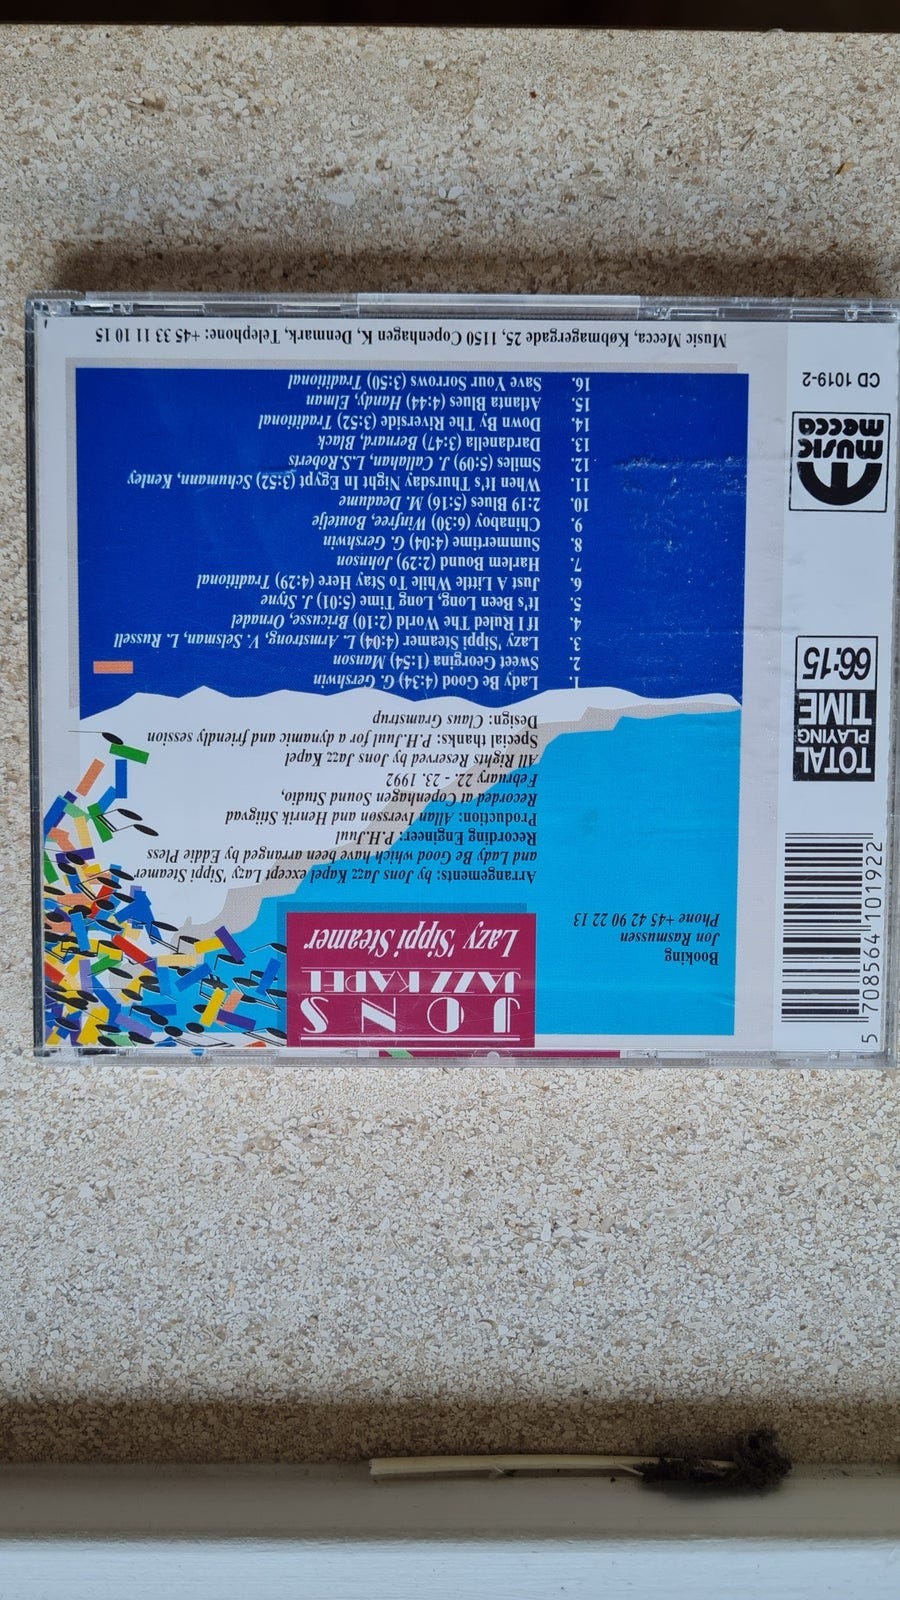 JONS
JAZZ KAPEL
Lazy 'Sippi Steamer
Booking
Jon Rasmussen
Phone +45 42 90 22 13
Arrangements: by Jons Jazz Kapel except Lazy 'Sippi Steamer
and Lady Be Good which have been arranged by Eddie Pless
Recording Engineer: P.H.Juul
Production: Allan Iversson and Henrik Stiigvad
Recorded at Copenhagen Sound Studio,
February 22. - 23. 1992
All Rights Reserved by Jons Jazz Kapel
Special thanks: P.H.Juul for a dynamic and friendly session
Design: Claus Gramstrup
1. Lady Be Good (4:34) G. Gershwin
2. Sweet Georgina (1:54) Manson
3. Lazy 'Sippi Steamer (4:04) L. Armstrong, V. Selsman, L. Russell
4. If I Ruled The World (2:10) Bricusse, Ornadel
5. It's Been Long, Long Time (5:01) J. Styne
6. Just A Little While To Stay Here (4:29) Traditional
7. Harlem Bound (2:29) Johnson
8. Summertime (4:04) G. Gershwin
9. Chinaboy (6:30) Winfree, Boutelje
10. 2:19 Blues (5:16) M. Deadume
11. When It's Thursday Night In Egypt (3:52) Schumann, Kenley
12. Smiles (5:09) J. Callahan, L.S.Roberts
13. Dardanella (3:47) Bernard, Black
14. Down By The Riverside (3:52) Traditional
15. Atlanta Blues (4:44) Handy, Elman
16. Save Your Sorrows (3:50) Traditional
Music Mecca, Købmagergade 25, 1150 Copenhagen K, Denmark, Telephone: +45 33 11 10 15
5 708564 101922
TOTAL
PLAYING
TIME
66:15
MUSIC
MECCA
CD 1019-2